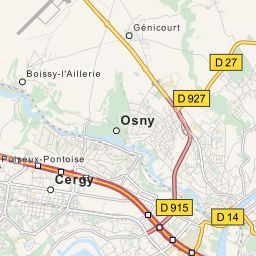 Génicourt
D 27
Boissy-l'Aillerie
D 927
Osny
Puiseux-Pontoise
Cergy
D 915
D 14